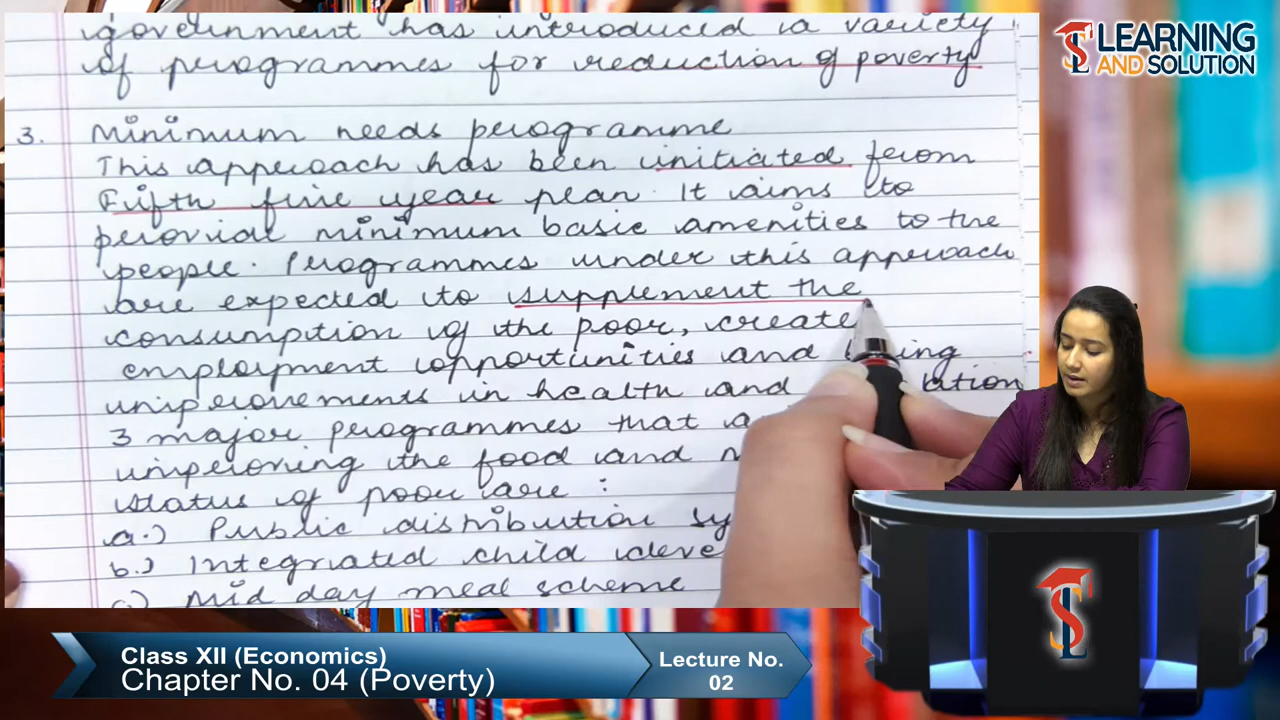 government has introduced a variety
of programmes for reduction of poverty
3. Minimum needs programme
This approach has been initiated from
Fifth five year plan. It aims to
provid minimum basic amenities to the
people. Programmes under this approach
are expected to supplement the
consumption of the poor, create
employment opportunities and
improvements in health and
3 major programmes that
improving the food and
status of poor are :
a.) Public distribution sy
b.) Integrated child deve
c) Mid day meal scheme
SL LEARNING
AND SOLUTION
SL
Class XII (Economics)
Chapter No. 04 (Poverty)
Lecture No.
02